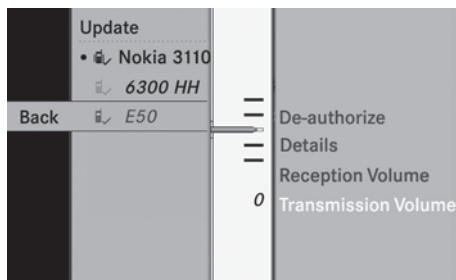 Update
• Nokia 3110
6300 HH
Back
E50
De-authorize
Details
Reception Volume
0
Transmission Volume